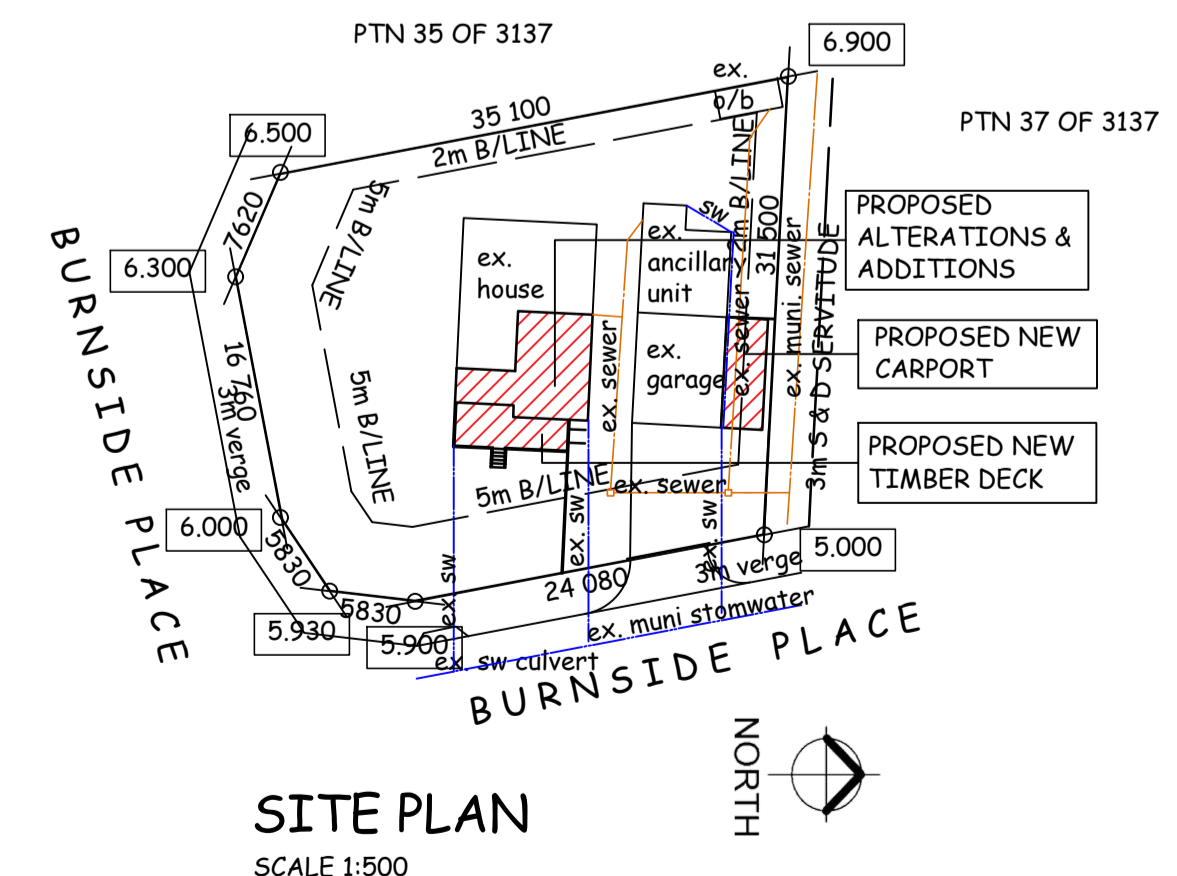 PTN 35 OF 3137
6.900
ex.
b/b
35 100
2m B/LINE
PTN 37 OF 3137
6.500
7620
5m B/LINE
6.300
BURNSIDE PLACE
16 760
3m verge
5m B/LINE
ex.
house
sw
ex.
ancillary
unit
ex.
garage
ex. sewer
ex. sewer
2m B/LINE
31 500
ex. muni. sewer
3m S & D SERVITUDE
PROPOSED
ALTERATIONS &
ADDITIONS
PROPOSED NEW
CARPORT
PROPOSED NEW
TIMBER DECK
5m B/LINE
ex. sewer
6.000
5830
ex. sw
ex. sw
ex. sw
5.000
3m verge
24 080
5830
5.930
5.900
ex. muni stomwater
ex. sw culvert
BURNSIDE PLACE
NORTH
SITE PLAN
SCALE 1:500